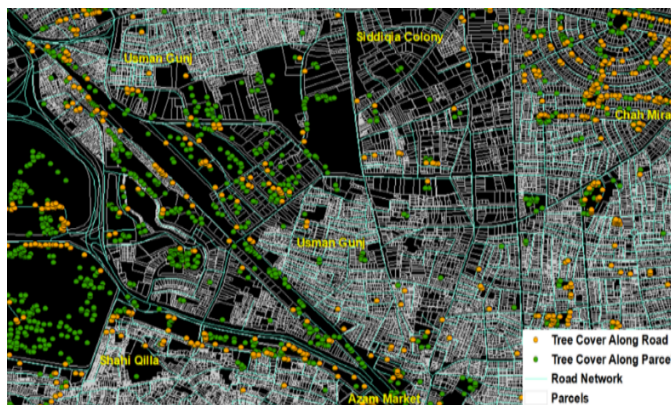 Siddiqia Colony
Usman Gunj
Chah Mira
Usman Gunj
Shahi Qilla
Azam Market
Tree Cover Along Road
Tree Cover Along Parce
Road Network
Parcels